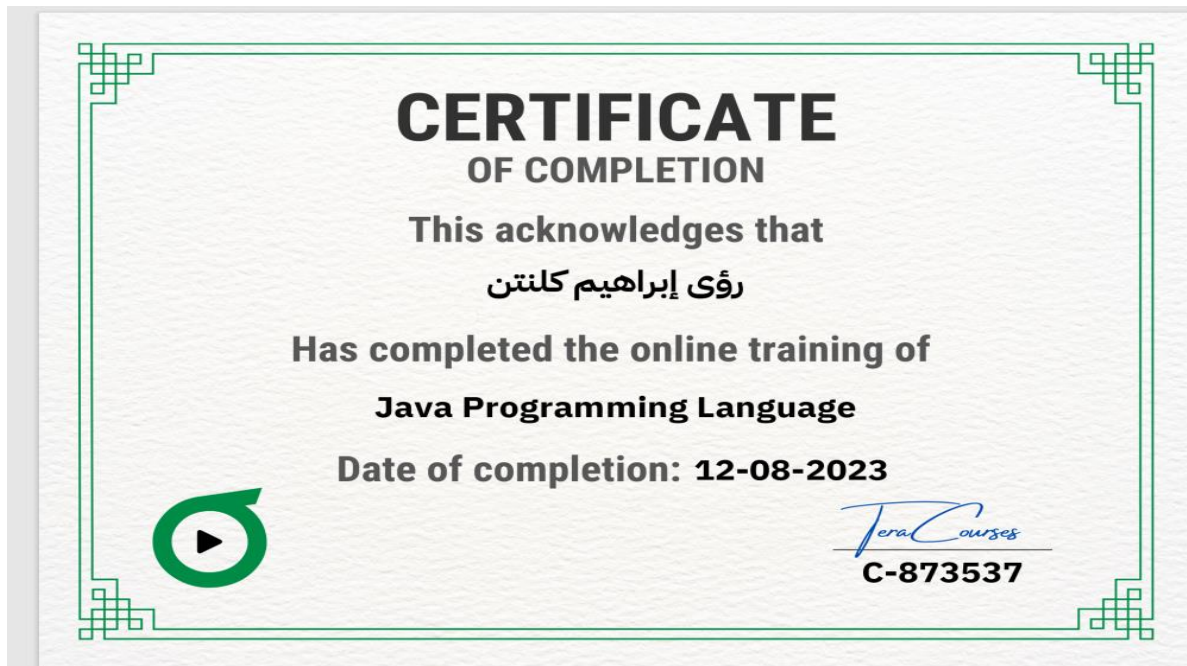 CERTIFICATE
OF COMPLETION
This acknowledges that
رؤى إبراهيم كلنتن
Has completed the online training of
Java Programming Language
Date of completion: 12-08-2023
TeraCourses
C-873537